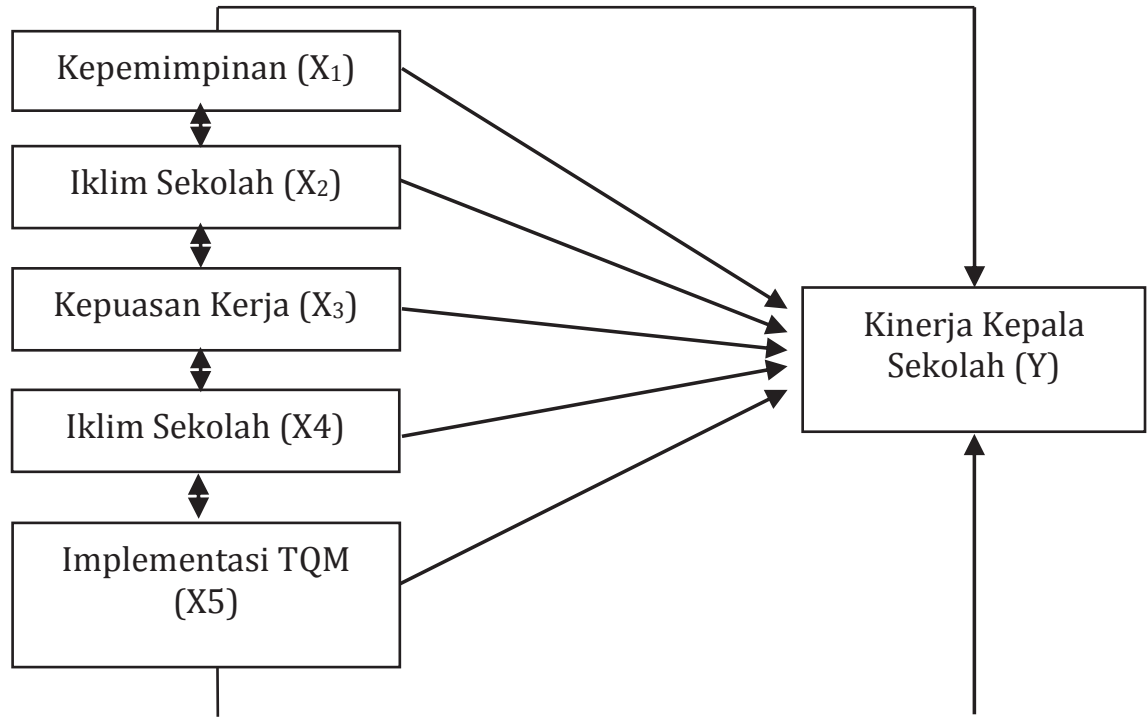 Kepemimpinan (X₁)
Iklim Sekolah (X₂)
Kepuasan Kerja (X₃)
Iklim Sekolah (X4)
Implementasi TQM
(X5)
Kinerja Kepala
Sekolah (Y)